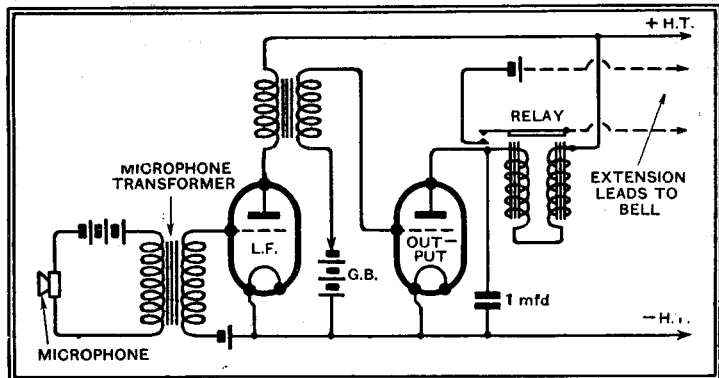 + H.T.
RELAY
MICROPHONE
TRANSFORMER
EXTENSION
LEADS TO
BELL
L.F.
G.B.
OUT-
PUT
1 mfd
-H.T.
MICROPHONE